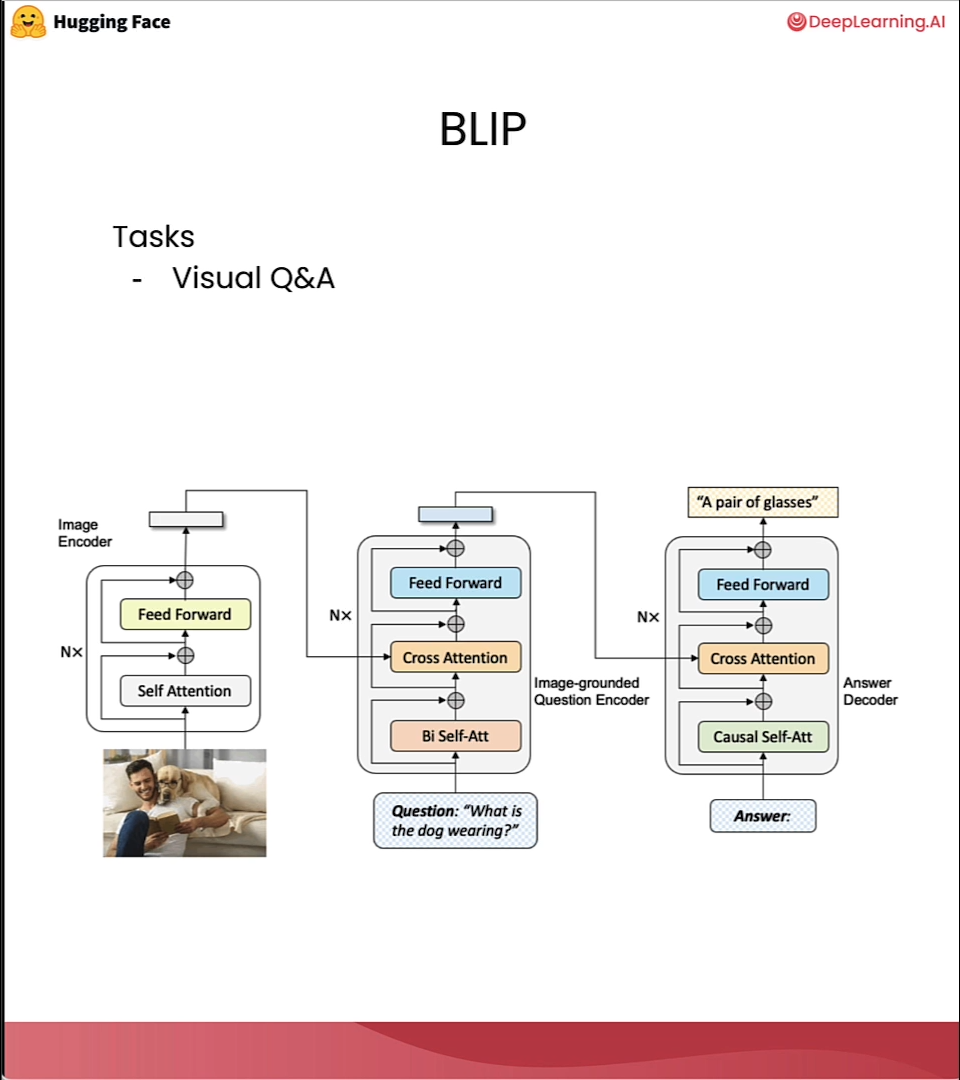 Hugging Face
DeepLearning.AI
BLIP
Tasks
- Visual Q&A
Image
Encoder
Feed Forward
N×
Self Attention
Feed Forward
N×
Cross Attention
Image-grounded
Question Encoder
Bi Self-Att
Question: “What is
the dog wearing?”
“A pair of glasses”
Feed Forward
N×
Cross Attention
Answer
Decoder
Causal Self-Att
Answer: